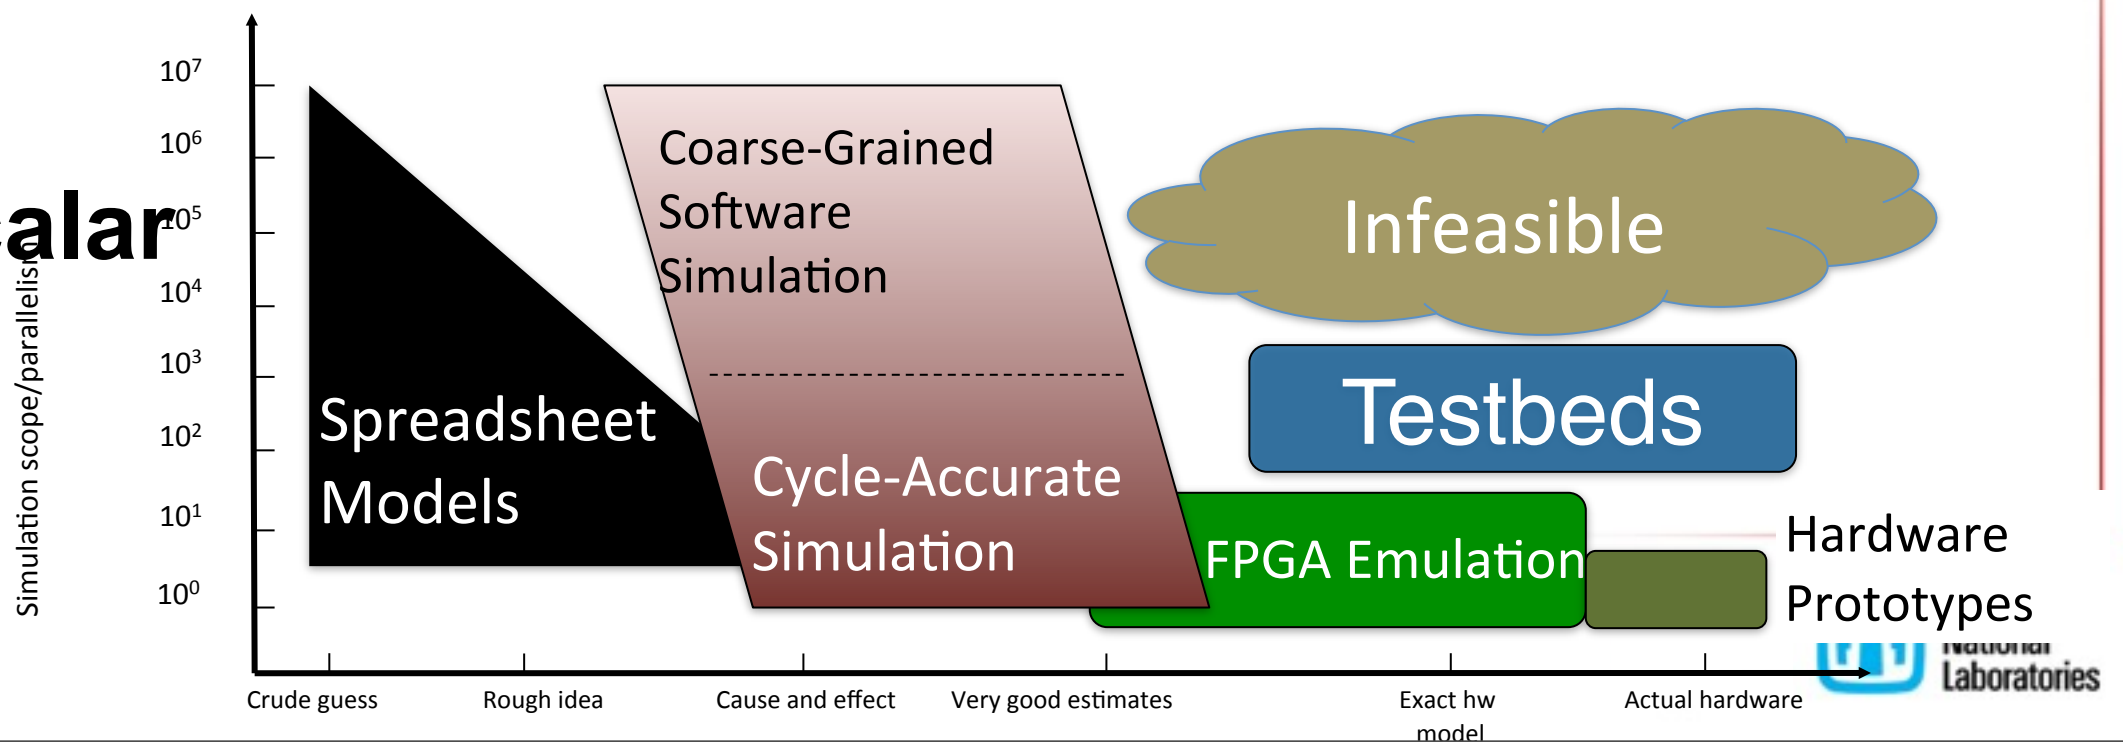 10⁷
10⁶
alar
10⁵
10⁴
10³
10²
10¹
10⁰
Simulation scope/parallelism
Spreadsheet
Models
Coarse-Grained
Software
Simulation
Cycle-Accurate
Simulation
Infeasible
Testbeds
FPGA Emulation
Hardware
Prototypes
National
Laboratories
Crude guess
Rough idea
Cause and effect
Very good estimates
Exact hw
model
Actual hardware